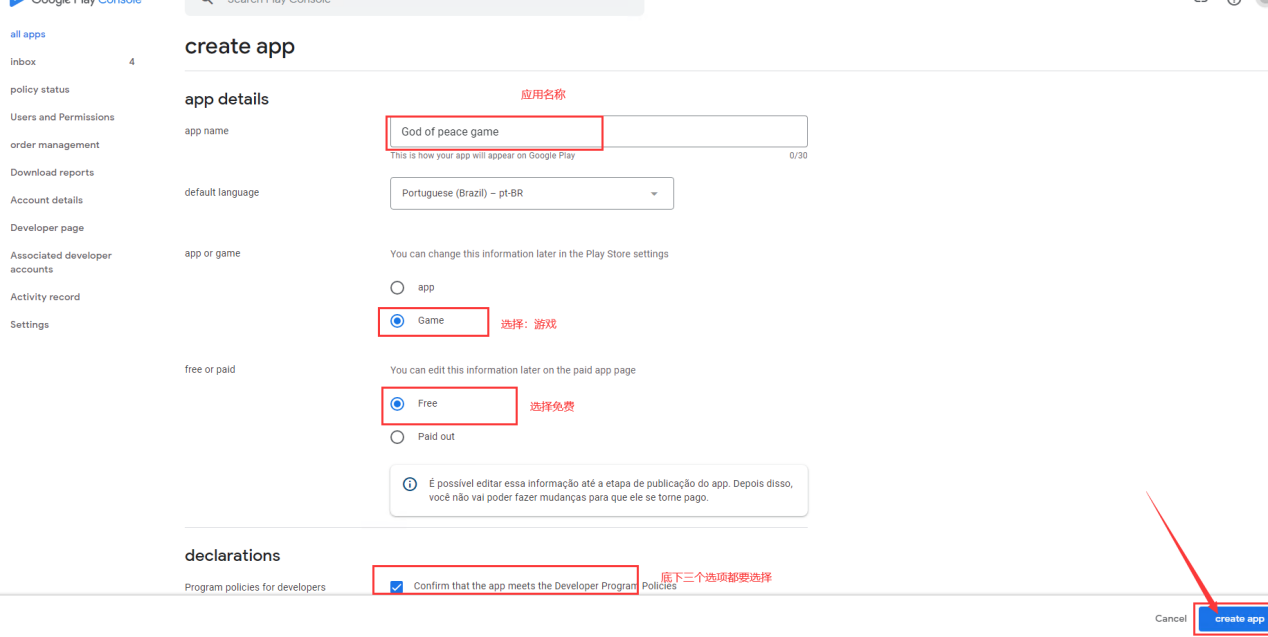 Google Play Console
Search Play Console
all apps
inbox 4
policy status
Users and Permissions
order management
Download reports
Account details
Developer page
Associated developer
accounts
Activity record
Settings
create app
app details
应用名称
app name
God of peace game
This is how your app will appear on Google Play 0/30
default language
Portuguese (Brazil) – pt-BR
app or game
You can change this information later in the Play Store settings
app
Game
选择：游戏
free or paid
You can edit this information later on the paid app page
Free
选择免费
Paid out
É possível editar essa informação até a etapa de publicação do app. Depois disso,
você não vai poder fazer mudanças para que ele se torne pago.
declarations
Program policies for developers
Confirm that the app meets the Developer Program Policies
底下三个选项都要选择
Cancel
create app